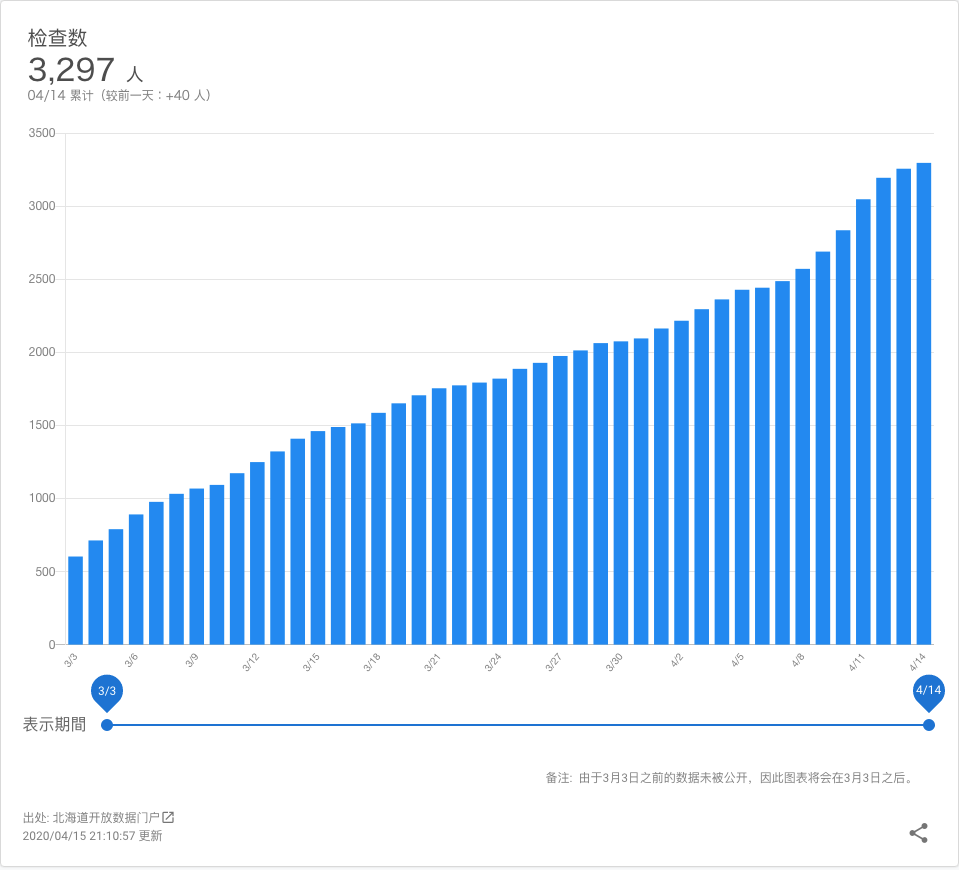 检查数
3,297 人
04/14 累计（较前一天：+40 人）
3500
3000
2500
2000
1500
1000
500
0
3/3 3/6 3/9 3/12 3/15 3/18 3/21 3/24 3/27 3/30 4/2 4/5 4/8 4/11 4/14
3/3 4/14
表示期間
备注: 由于3月3日之前的数据未被公开，因此图表将会在3月3日之后。
出处: 北海道开放数据门户
2020/04/15 21:10:57 更新